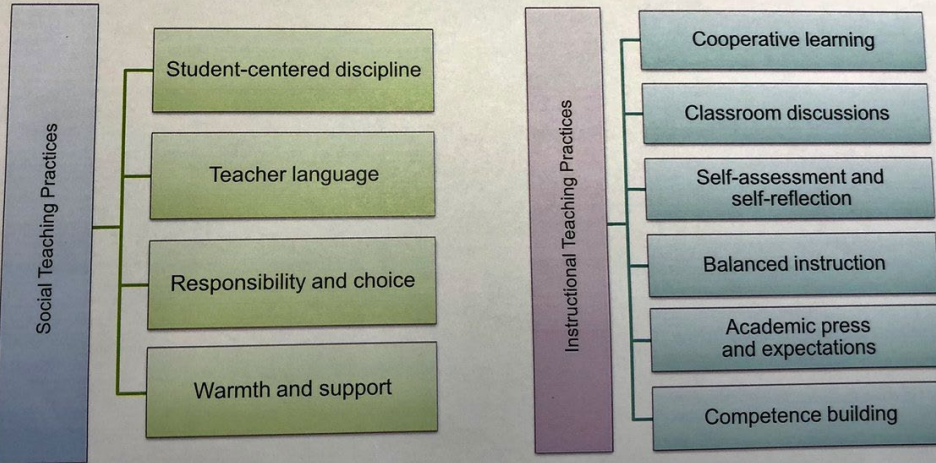 Social Teaching Practices
Student-centered discipline
Teacher language
Responsibility and choice
Warmth and support
Instructional Teaching Practices
Cooperative learning
Classroom discussions
Self-assessment and
self-reflection
Balanced instruction
Academic press
and expectations
Competence building